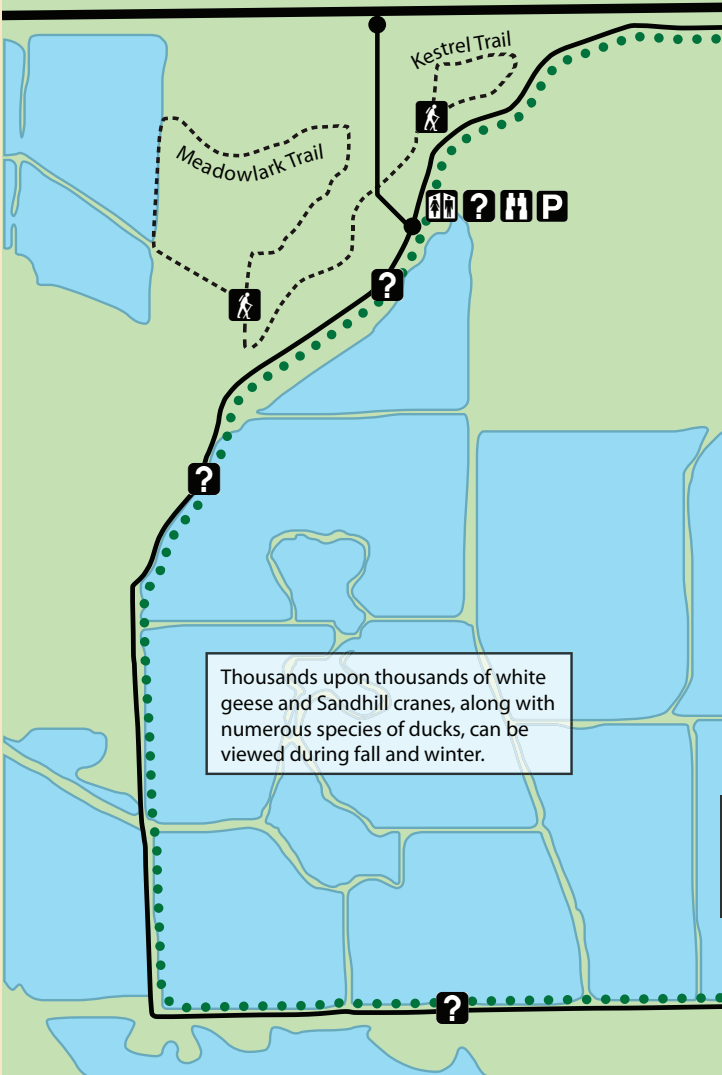 Kestrel Trail
Meadowlark Trail
? P
?
?
Thousands upon thousands of white
geese and Sandhill cranes, along with
numerous species of ducks, can be
viewed during fall and winter.
?